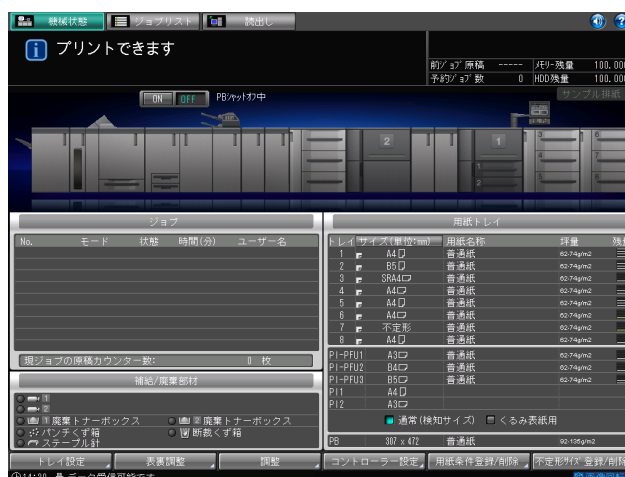 機械状態 ジョブリスト 読出し
プリントできます
前ジョブ原稿 ----- メモリー残量 100.00
予約ジョブ数 0 HDD残量 100.00
ON OFF PBシャットオフ中 サンプル排紙
2 1 3 6
4 7
1 5
2
ジョブ
No. モード 状態 時間(分) ユーザー名
現ジョブの原稿カウンター数: 0 枚
補給/廃棄部材
1
2
1 廃棄トナーボックス 2 廃棄トナーボックス
パンチくず箱 断裁くず箱
ステープル針
用紙トレイ
トレイ サイズ(単位:mm) 用紙名称 坪量 残
1 A4 普通紙 62-74g/m2
2 B5 普通紙 62-74g/m2
3 SRA4 普通紙 62-74g/m2
4 A4 普通紙 62-74g/m2
5 A4 普通紙 62-74g/m2
6 A4 普通紙 62-74g/m2
7 不定形 普通紙 62-74g/m2
8 A4 普通紙 62-74g/m2
PI-PFU1 A3 普通紙 62-74g/m2
PI-PFU2 B4 普通紙 62-74g/m2
PI-PFU3 B5 普通紙 62-74g/m2
PI1 A4
PI2 A3
通常(検知サイズ) くるみ表紙用
PB 307 x 472 普通紙 92-135g/m2
トレイ設定 表裏調整 調整 コントローラー設定 用紙条件登録/削除 不定形サイズ登録/削除